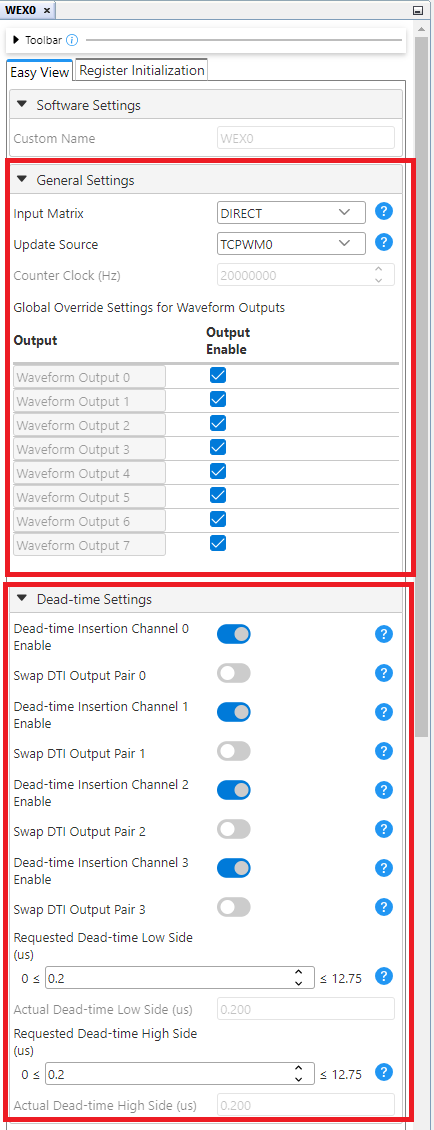 WEX0
Toolbar
Easy View Register Initialization
Software Settings
Custom Name WEX0
General Settings
Input Matrix DIRECT ?
Update Source TCPWM0 ?
Counter Clock (Hz) 20000000
Global Override Settings for Waveform Outputs
Output Output
Enable
Waveform Output 0
Waveform Output 1
Waveform Output 2
Waveform Output 3
Waveform Output 4
Waveform Output 5
Waveform Output 6
Waveform Output 7
Dead-time Settings
Dead-time Insertion Channel 0
Enable ?
Swap DTI Output Pair 0 ?
Dead-time Insertion Channel 1
Enable ?
Swap DTI Output Pair 1 ?
Dead-time Insertion Channel 2
Enable ?
Swap DTI Output Pair 2 ?
Dead-time Insertion Channel 3
Enable ?
Swap DTI Output Pair 3 ?
Requested Dead-time Low Side
(us)
0 ≤ 0.2 ≤ 12.75 ?
Actual Dead-time Low Side (us) 0.200
Requested Dead-time High Side
(us)
0 ≤ 0.2 ≤ 12.75 ?
Actual Dead-time High Side (us) 0.200